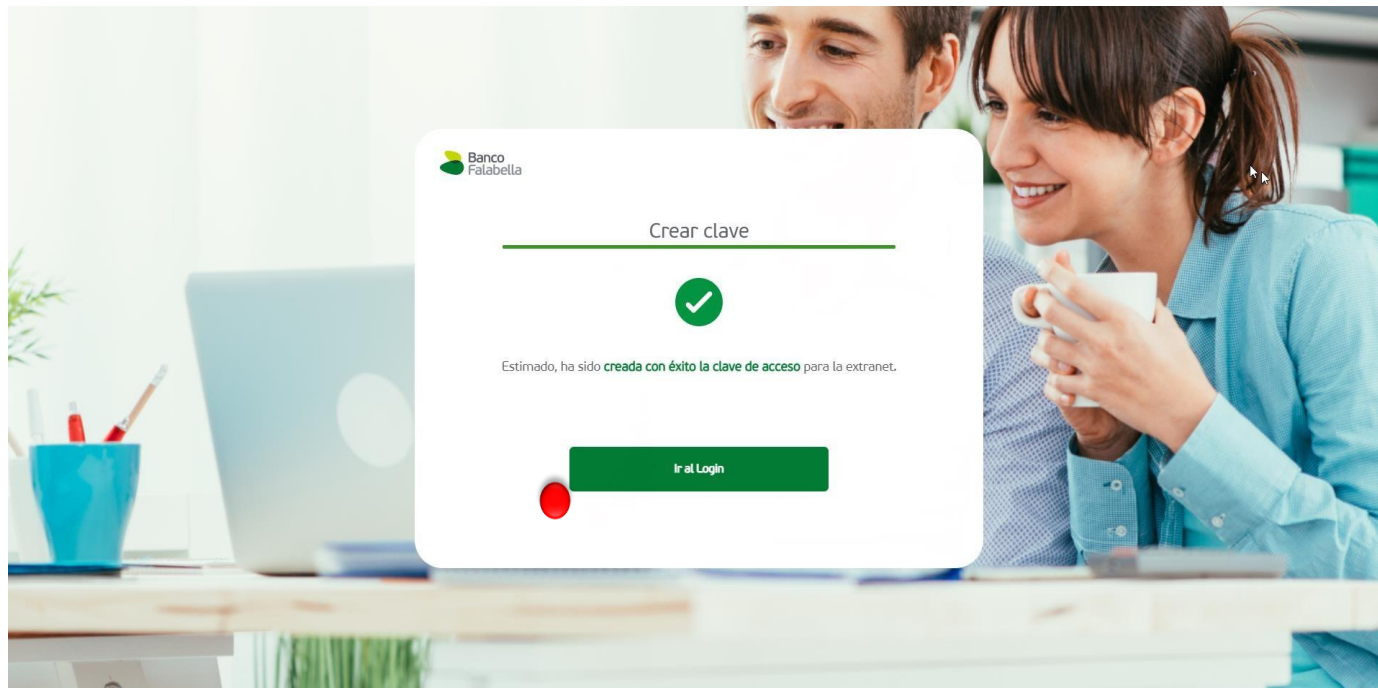 Banco
Falabella
Crear clave
Estimado, ha sido creada con éxito la clave de acceso para la extranet.
Ir al Login